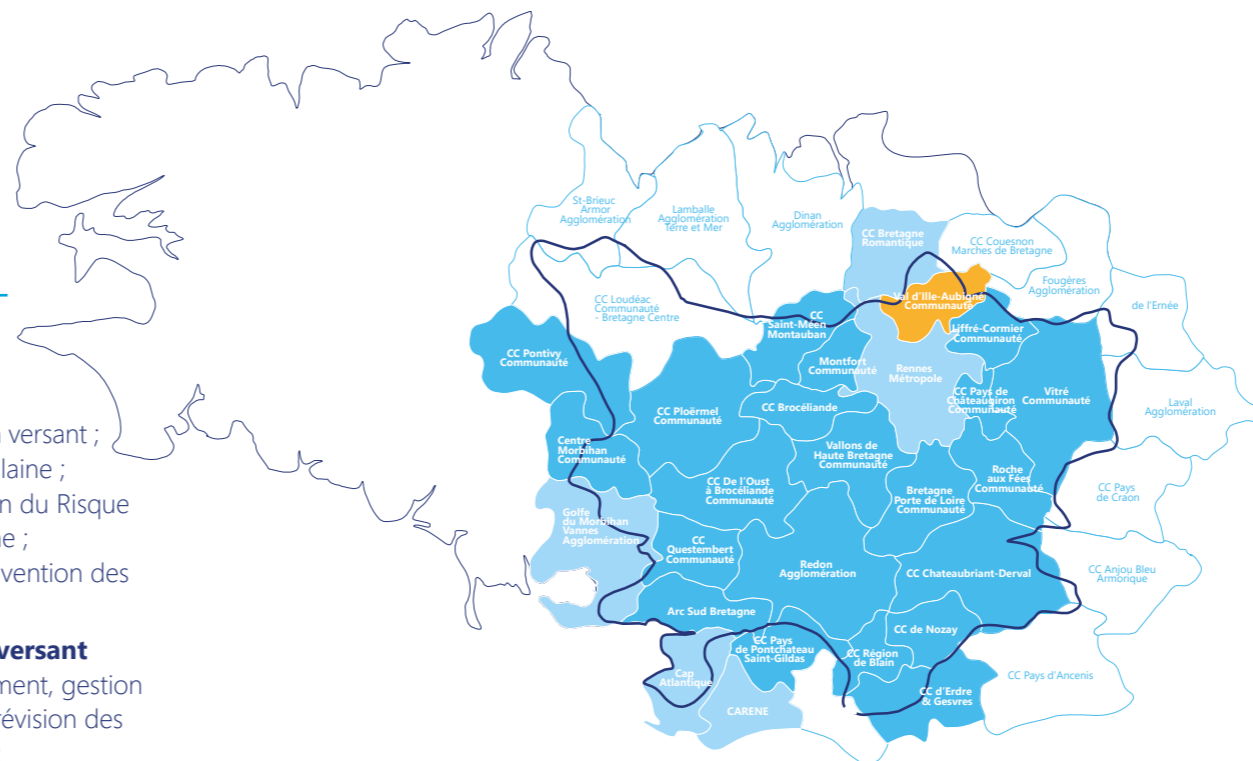 versant ;
laine ;
n du Risque
ne ;
vention des
versant
ment, gestion
révision des
St-Brieuc
Armor
Agglomération
Lamballe
Agglomération
Terre et Mer
Dinan
Agglomération
CC Bretagne
Romantique
CC Couesnon
Marches de Bretagne
Fougères
Agglomération
de l'Ernée
CC Loudéac
Communauté
- Bretagne Centre
Val d'Ille-Aubigné
Communauté
CC
Saint-Méen
Montauban
Liffré-Cormier
Communauté
CC Pontivy
Communauté
Montfort
Communauté
Rennes
Métropole
CC Pays de
Châteaugiron
Communauté
Vitré
Communauté
Laval
Agglomération
CC Ploërmel
Communauté
CC Brocéliande
Centre
Morbihan
Communauté
Vallons de
Haute Bretagne
Communauté
Roche
aux Fées
Communauté
CC De l'Oust
à Brocéliande
Communauté
Bretagne
Porte de Loire
Communauté
CC Pays
de Craon
Golfe
du Morbihan
Vannes
Agglomération
CC
Questembert
Communauté
Redon
Agglomération
CC Chateaubriant-Derval
CC Anjou Bleu
Armorique
Arc Sud Bretagne
CC de Nozay
CC Pays
de Pontchateau
Saint-Gildas
CC Région
de Blain
Cap
Atlantique
CC Pays d'Ancenis
CC d'Erdre
& Gesvres
CARENE